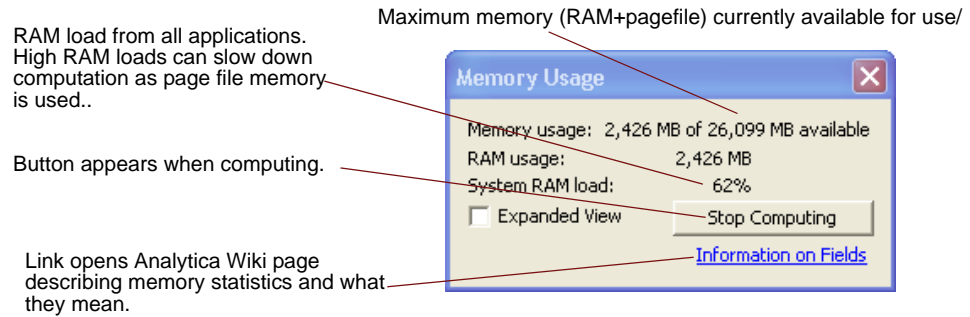 Maximum memory (RAM+pagefile) currently available for use/
RAM load from all applications.
High RAM loads can slow down
computation as page file memory
is used..
Button appears when computing.
Link opens Analytica Wiki page
describing memory statistics and what
they mean.
Memory Usage
Memory usage: 2,426 MB of 26,099 MB available
RAM usage: 2,426 MB
System RAM load: 62%
Expanded View Stop Computing
Information on Fields